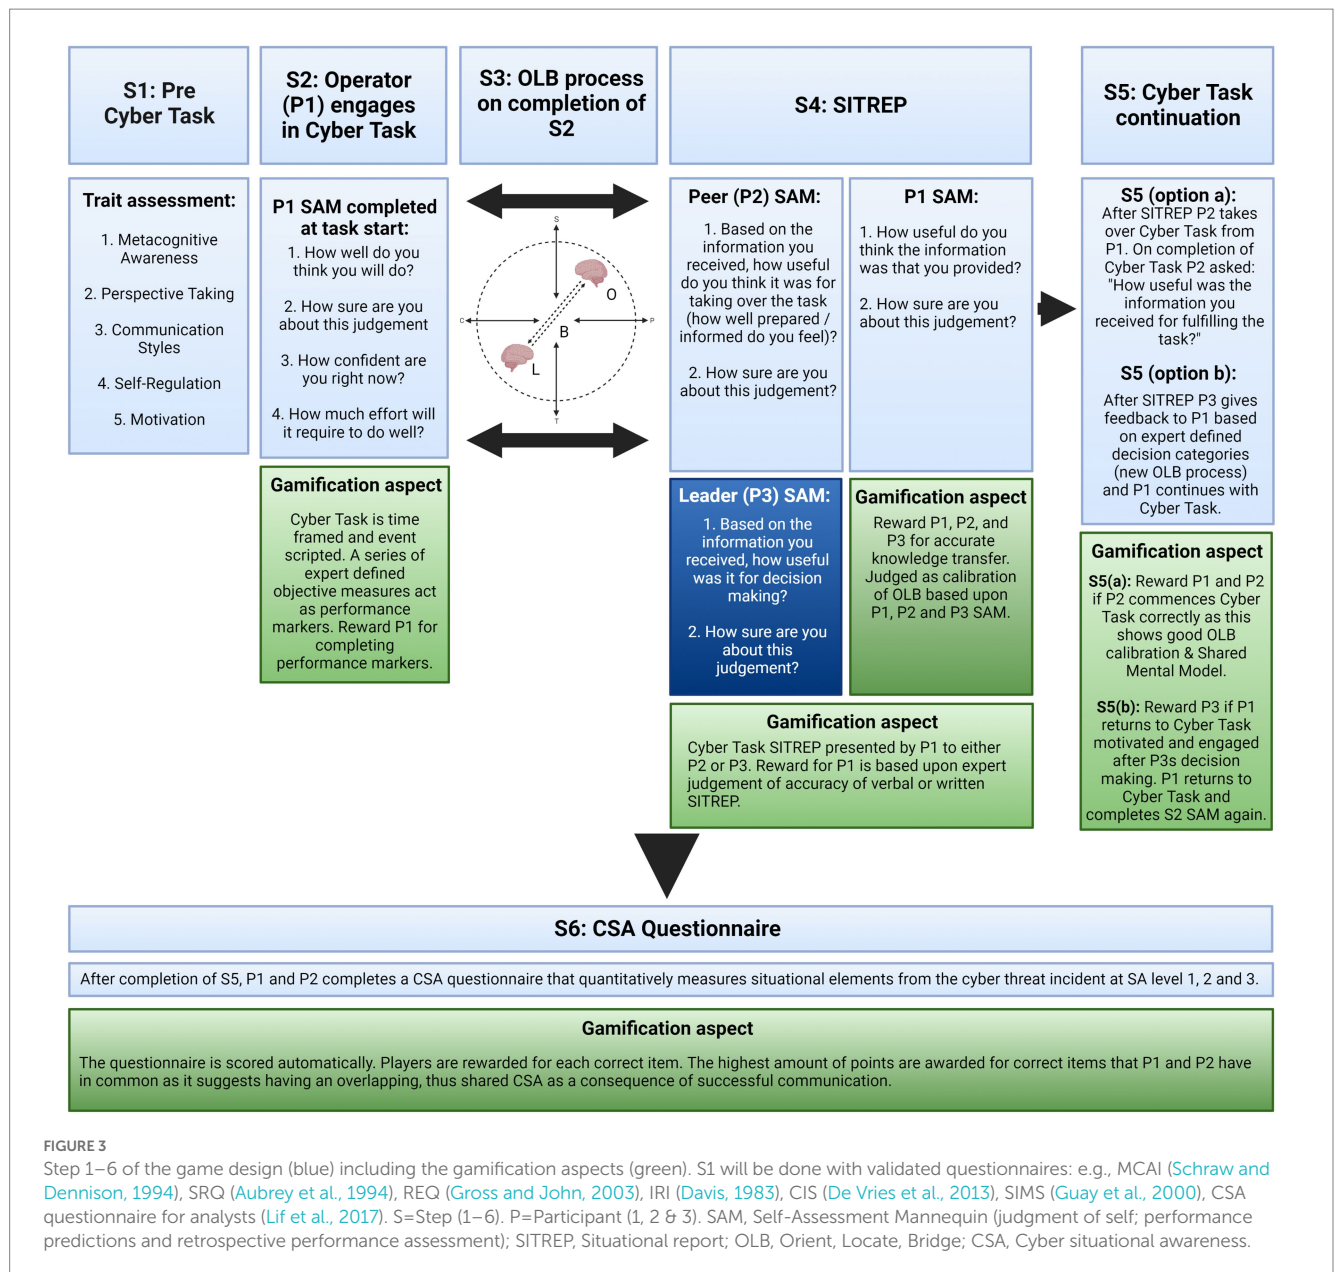 S1: Pre
Cyber Task
S2: Operator
(P1) engages
in Cyber Task
S3: OLB process
on completion of
S2
S4: SITREP
S5: Cyber Task
continuation
Trait assessment:
1. Metacognitive
Awareness
2. Perspective Taking
3. Communication
Styles
4. Self-Regulation
5. Motivation
P1 SAM completed
at task start:
1. How well do you
think you will do?
2. How sure are you
about this judgement
3. How confident are
you right now?
4. How much effort will
it require to do well?
Gamification aspect
Cyber Task is time
framed and event
scripted. A series of
expert defined
objective measures act
as performance
markers. Reward P1 for
completing
performance markers.
S
O
C
B
P
L
T
Peer (P2) SAM:
1. Based on the
information you
received, how useful
do you think it was for
taking over the task
(how well prepared /
informed do you feel)?
2. How sure are you
about this judgement?
P1 SAM:
1. How useful do you
think the information
was that you provided?
2. How sure are you
about this judgement?
Leader (P3) SAM:
1. Based on the
information you
received, how useful
was it for decision
making?
2. How sure are you
about this
judgement?
Gamification aspect
Reward P1, P2, and
P3 for accurate
knowledge transfer.
Judged as calibration
of OLB based upon
P1, P2 and P3 SAM.
Gamification aspect
Cyber Task SITREP presented by P1 to either
P2 or P3. Reward for P1 is based upon expert
judgement of accuracy of verbal or written
SITREP.
S5 (option a):
After SITREP P2 takes
over Cyber Task from
P1. On completion of
Cyber Task P2 asked:
"How useful was the
information you
received for fulfilling the
task?"
S5 (option b):
After SITREP P3 gives
feedback to P1 based
on expert defined
decision categories
(new OLB process)
and P1 continues with
Cyber Task.
Gamification aspect
S5(a): Reward P1 and P2
if P2 commences Cyber
Task correctly as this
shows good OLB
calibration & Shared
Mental Model.
S5(b): Reward P3 if P1
returns to Cyber Task
motivated and engaged
after P3s decision
making. P1 returns to
Cyber Task and
completes S2 SAM again.
S6: CSA Questionnaire
After completion of S5, P1 and P2 completes a CSA questionnaire that quantitatively measures situational elements from the cyber threat incident at SA level 1, 2 and 3.
Gamification aspect
The questionnaire is scored automatically. Players are rewarded for each correct item. The highest amount of points are awarded for correct items that P1 and P2 have
in common as it suggests having an overlapping, thus shared CSA as a consequence of successful communication.
FIGURE 3
Step 1–6 of the game design (blue) including the gamification aspects (green). S1 will be done with validated questionnaires: e.g., MCAI (Schraw and
Dennison, 1994), SRQ (Aubrey et al., 1994), REQ (Gross and John, 2003), IRI (Davis, 1983), CIS (De Vries et al., 2013), SIMS (Guay et al., 2000), CSA
questionnaire for analysts (Lif et al., 2017). S=Step (1–6). P=Participant (1, 2 & 3). SAM, Self-Assessment Mannequin (judgment of self; performance
predictions and retrospective performance assessment); SITREP, Situational report; OLB, Orient, Locate, Bridge; CSA, Cyber situational awareness.